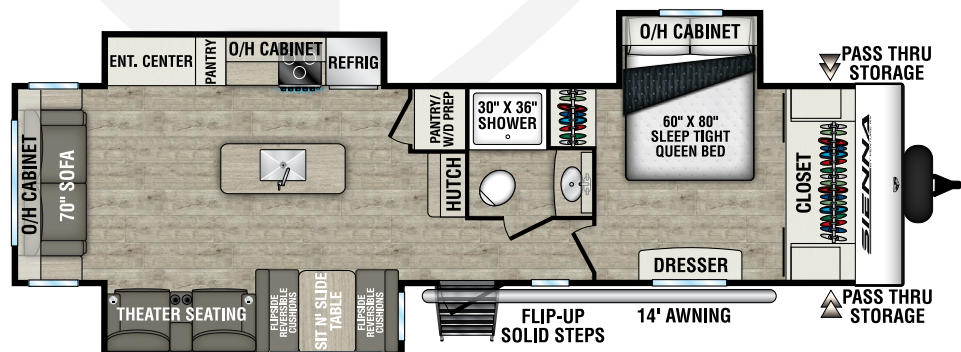 ENT. CENTER
PANTRY
O/H CABINET
REFRIG
O/H CABINET
PASS THRU
STORAGE
PANTRY/
W/D PREP
30" X 36"
SHOWER
60" X 80"
SLEEP TIGHT
QUEEN BED
O/H CABINET
70" SOFA
HUTCH
CLOSET
SIENNA
DRESSER
THEATER SEATING
FLIPSIDE
REVERSIBLE
CUSHIONS
SIT N' SLIDE
TABLE
FLIPSIDE
REVERSIBLE
CUSHIONS
FLIP-UP
SOLID STEPS
14' AWNING
PASS THRU
STORAGE